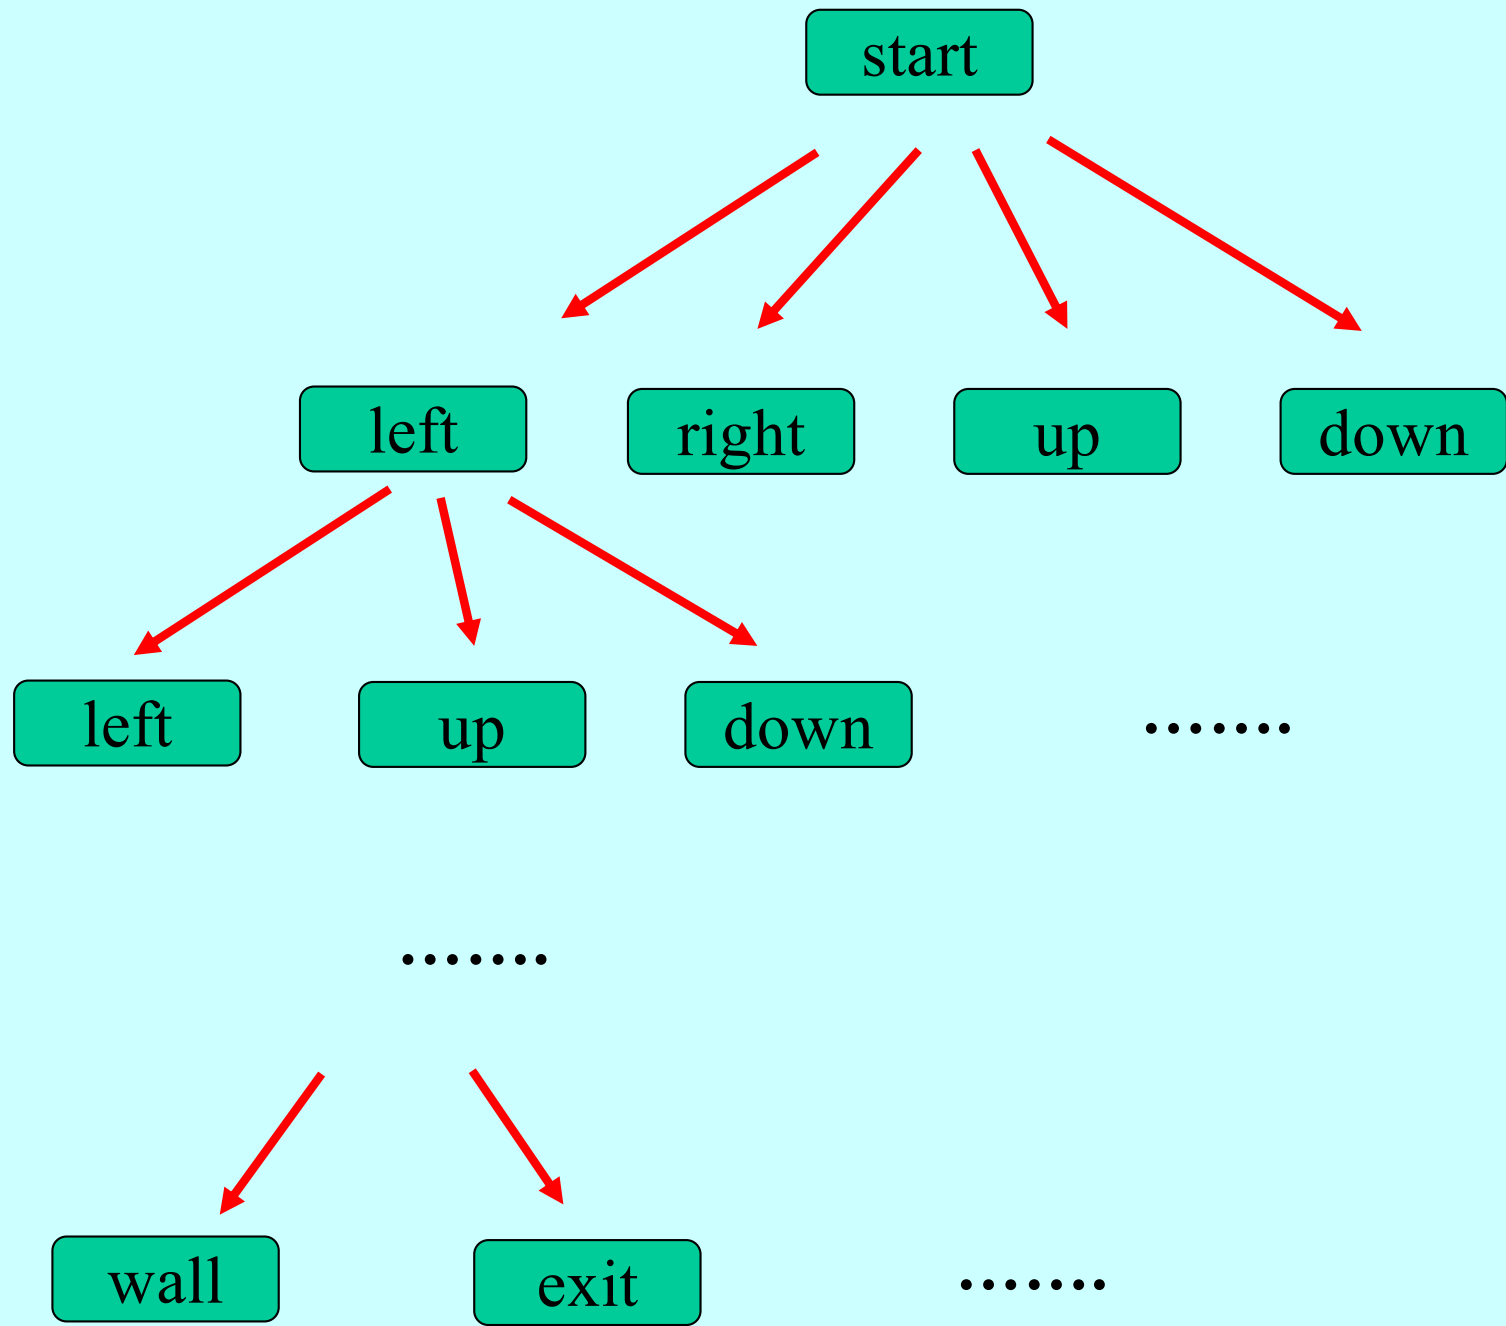 start
left
right
up
down
left
up
down
.......
.......
wall
exit
.......